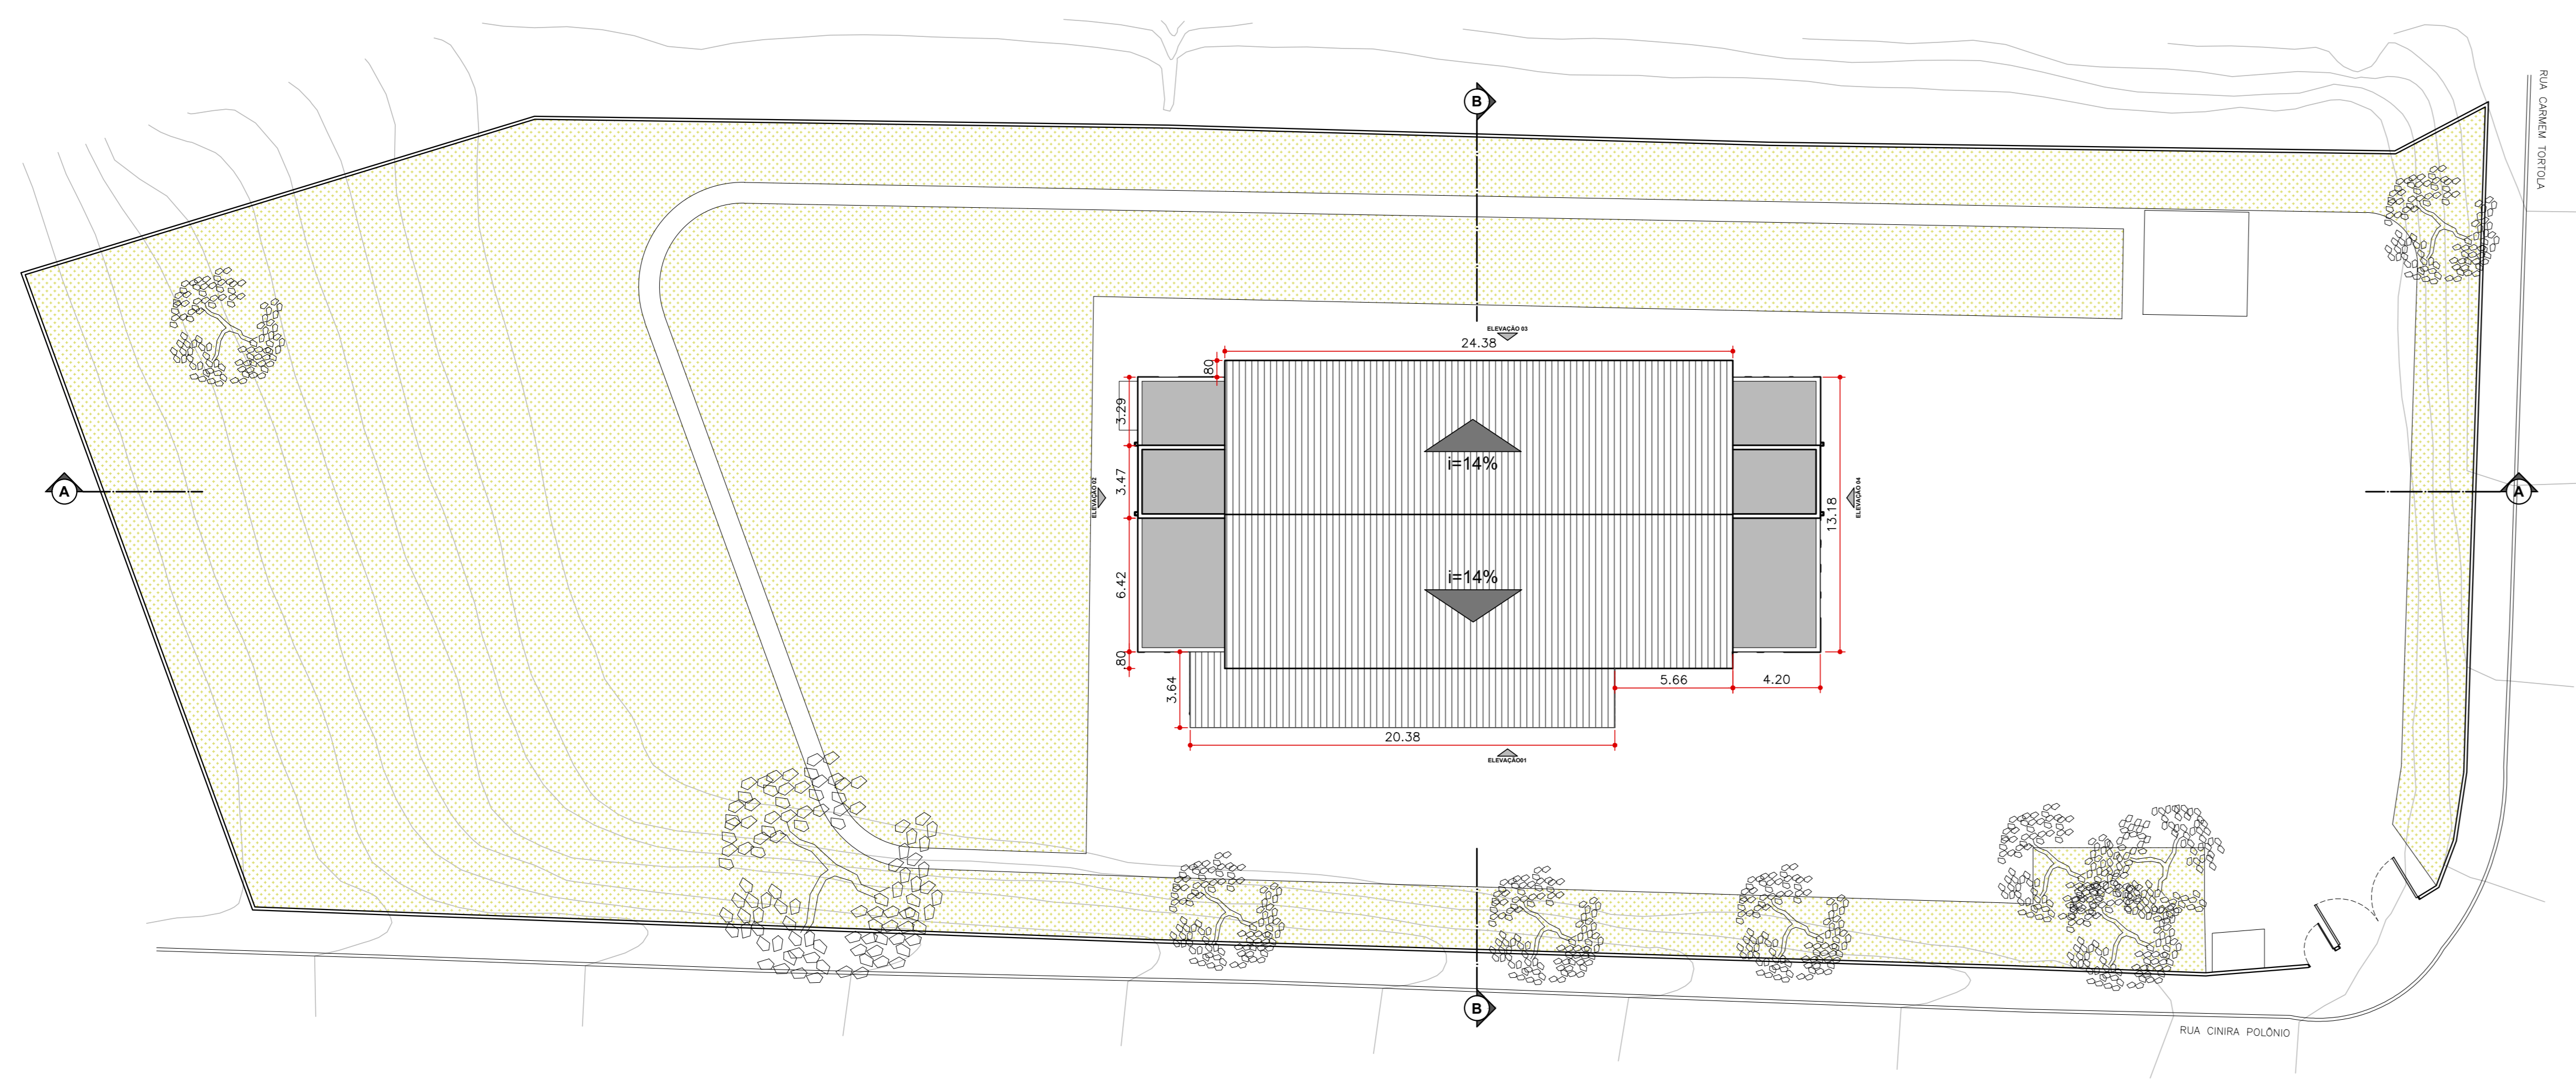 RUA CARMEM TORTOLA
B
ELEVAÇÃO 03
24.38
80
3.29
i=14%
A
ELEVAÇÃO 02
3.47
13.18
ELEVAÇÃO 04
A
i=14%
6.42
80
3.64
5.66
4.20
20.38
ELEVAÇÃO01
B
RUA CINIRA POLÔNIO